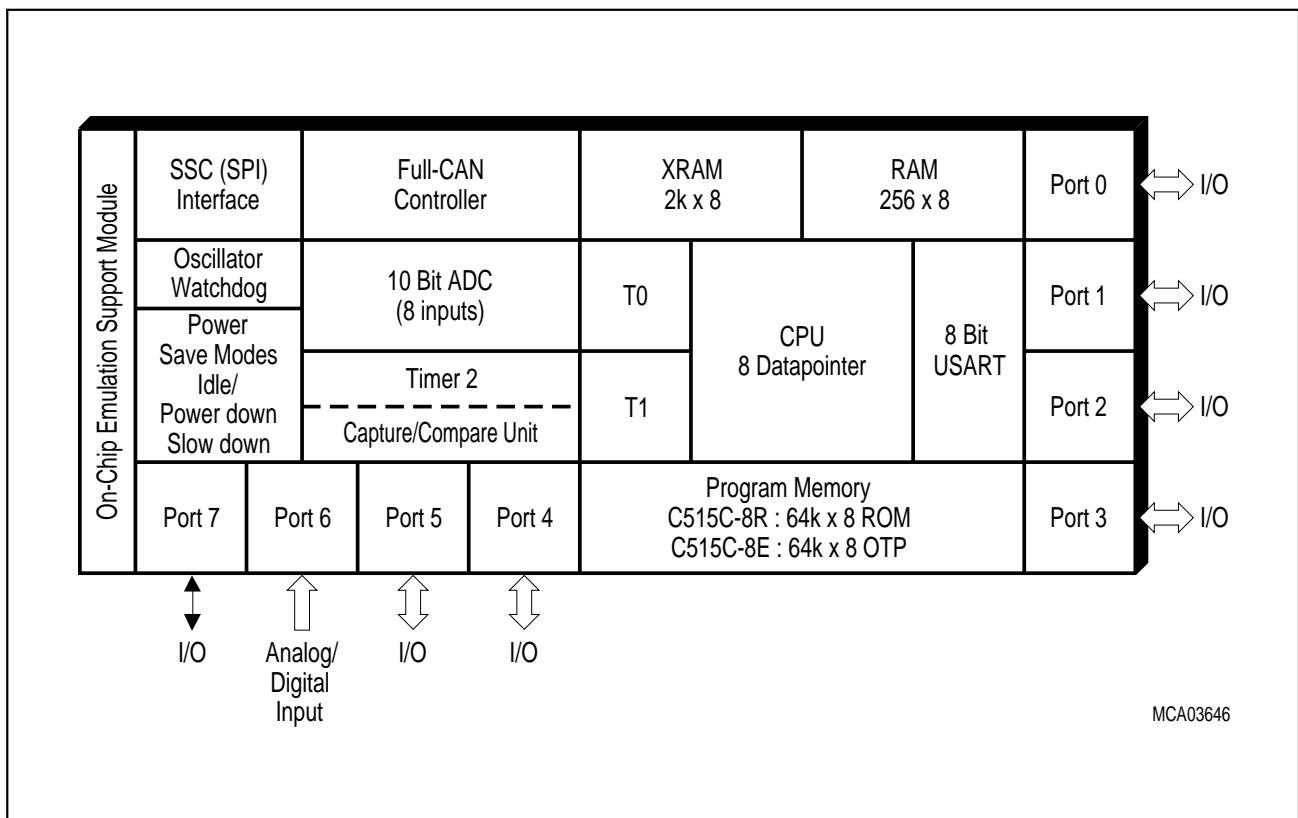 On-Chip Emulation Support Module
SSC (SPI)
Interface
Full-CAN
Controller
XRAM
2k x 8
RAM
256 x 8
Port 0
I/O
Oscillator
Watchdog
10 Bit ADC
(8 inputs)
T0
CPU
8 Datapointer
8 Bit
USART
Port 1
I/O
Power
Save Modes
Idle/
Power down
Slow down
Timer 2
Capture/Compare Unit
T1
Port 2
I/O
Port 7
Port 6
Port 5
Port 4
Program Memory
C515C-8R : 64k x 8 ROM
C515C-8E : 64k x 8 OTP
Port 3
I/O
I/O
Analog/
Digital
Input
I/O
I/O
MCA03646